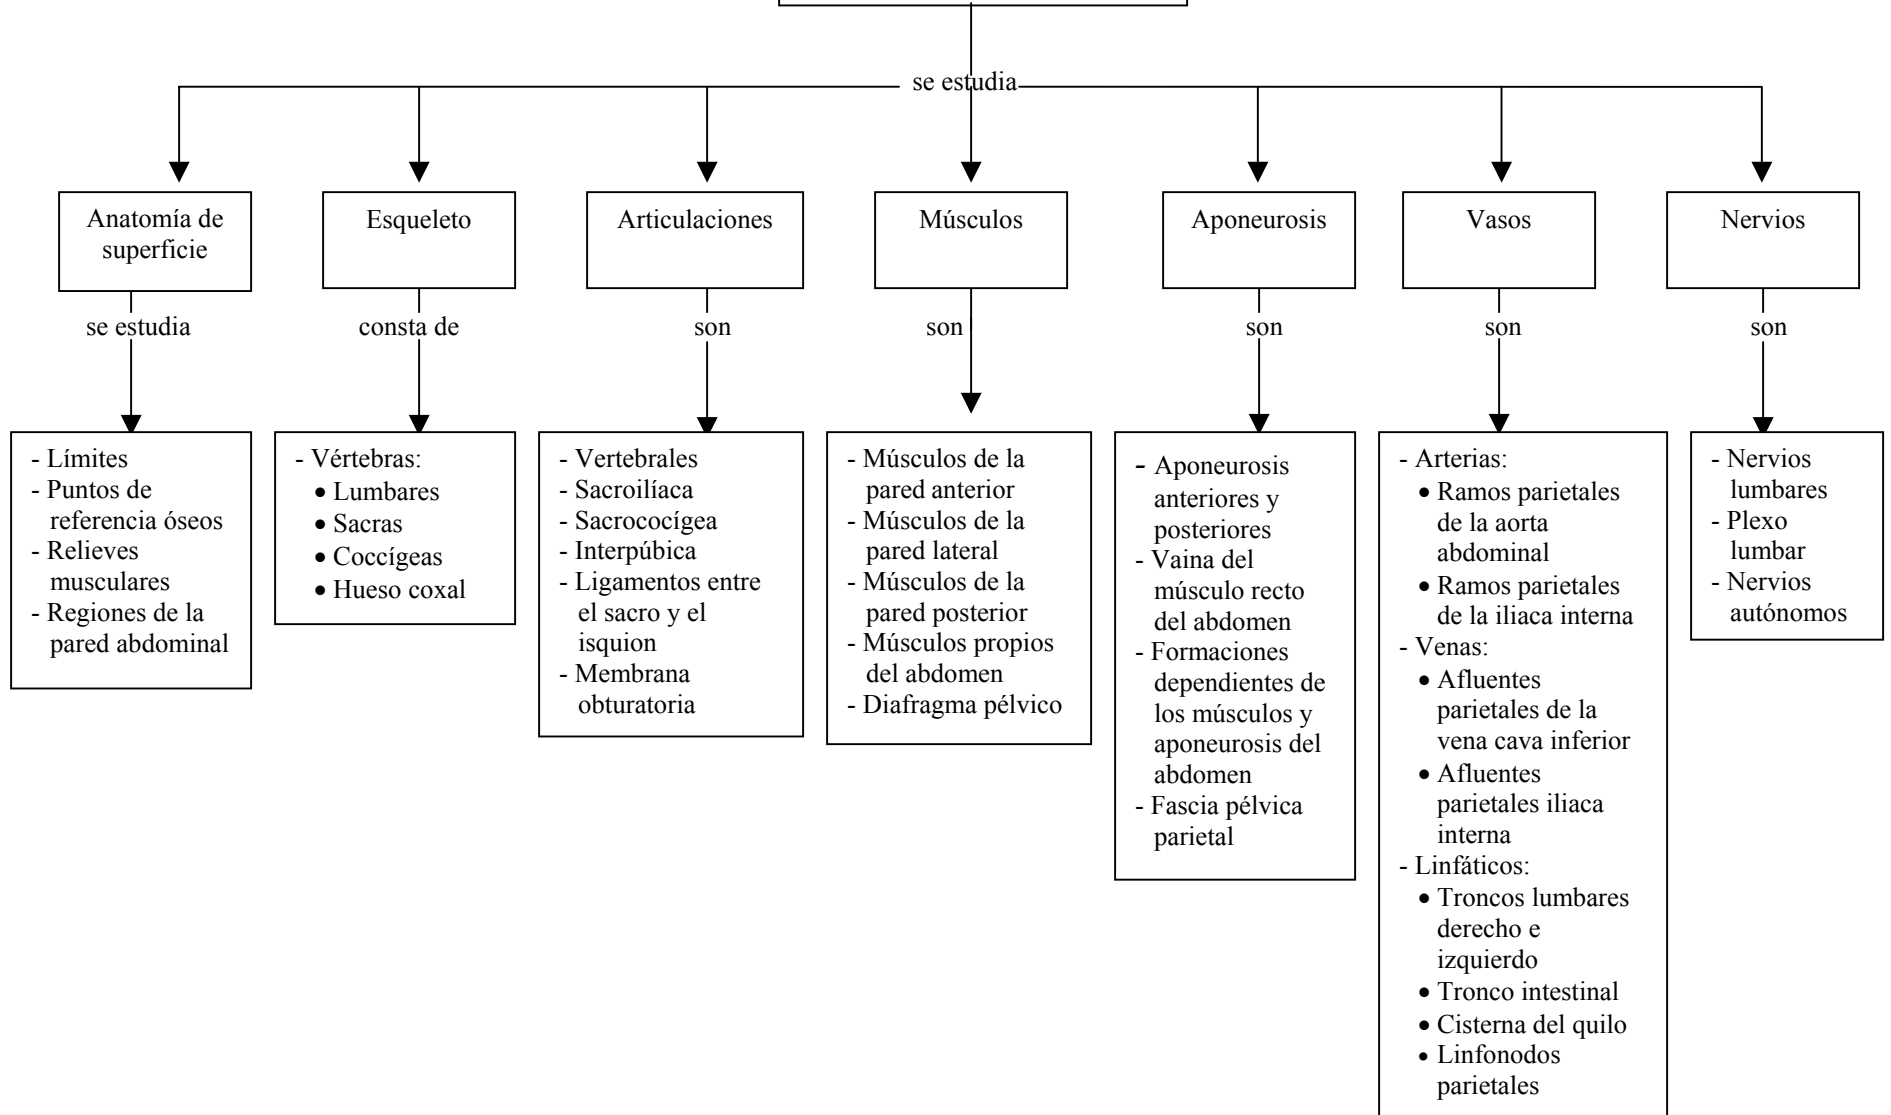 se estudia
Anatomía de
superficie
Esqueleto
Articulaciones
Músculos
Aponeurosis
Vasos
Nervios
se estudia
consta de
son
son
son
son
son
- Límites
- Puntos de
referencia óseos
- Relieves
musculares
- Regiones de la
pared abdominal
- Vértebras:
• Lumbares
• Sacras
• Coccígeas
• Hueso coxal
- Vertebrales
- Sacroilíaca
- Sacrocócígea
- Interpúbica
- Ligamentos entre
el sacro y el
isquion
- Membrana
obturatoria
- Músculos de la
pared anterior
- Músculos de la
pared lateral
- Músculos de la
pared posterior
- Músculos propios
del abdomen
- Diafragma pélvico
- Aponeurosis
anteriores y
posteriores
- Vaina del
músculo recto
del abdomen
- Formaciones
dependientes de
los músculos y
aponeurosis del
abdomen
- Fascia pélvica
parietal
- Arterias:
• Ramos parietales
de la aorta
abdominal
• Ramos parietales
de la iliaca interna
- Venas:
• Afluentes
parietales de la
vena cava inferior
• Afluentes
parietales iliaca
interna
- Linfáticos:
• Troncos lumbares
derecho e
izquierdo
• Tronco intestinal
• Cisterna del quilo
• Linfonodos
parietales
- Nervios
lumbares
- Plexo
lumbar
- Nervios
autónomos